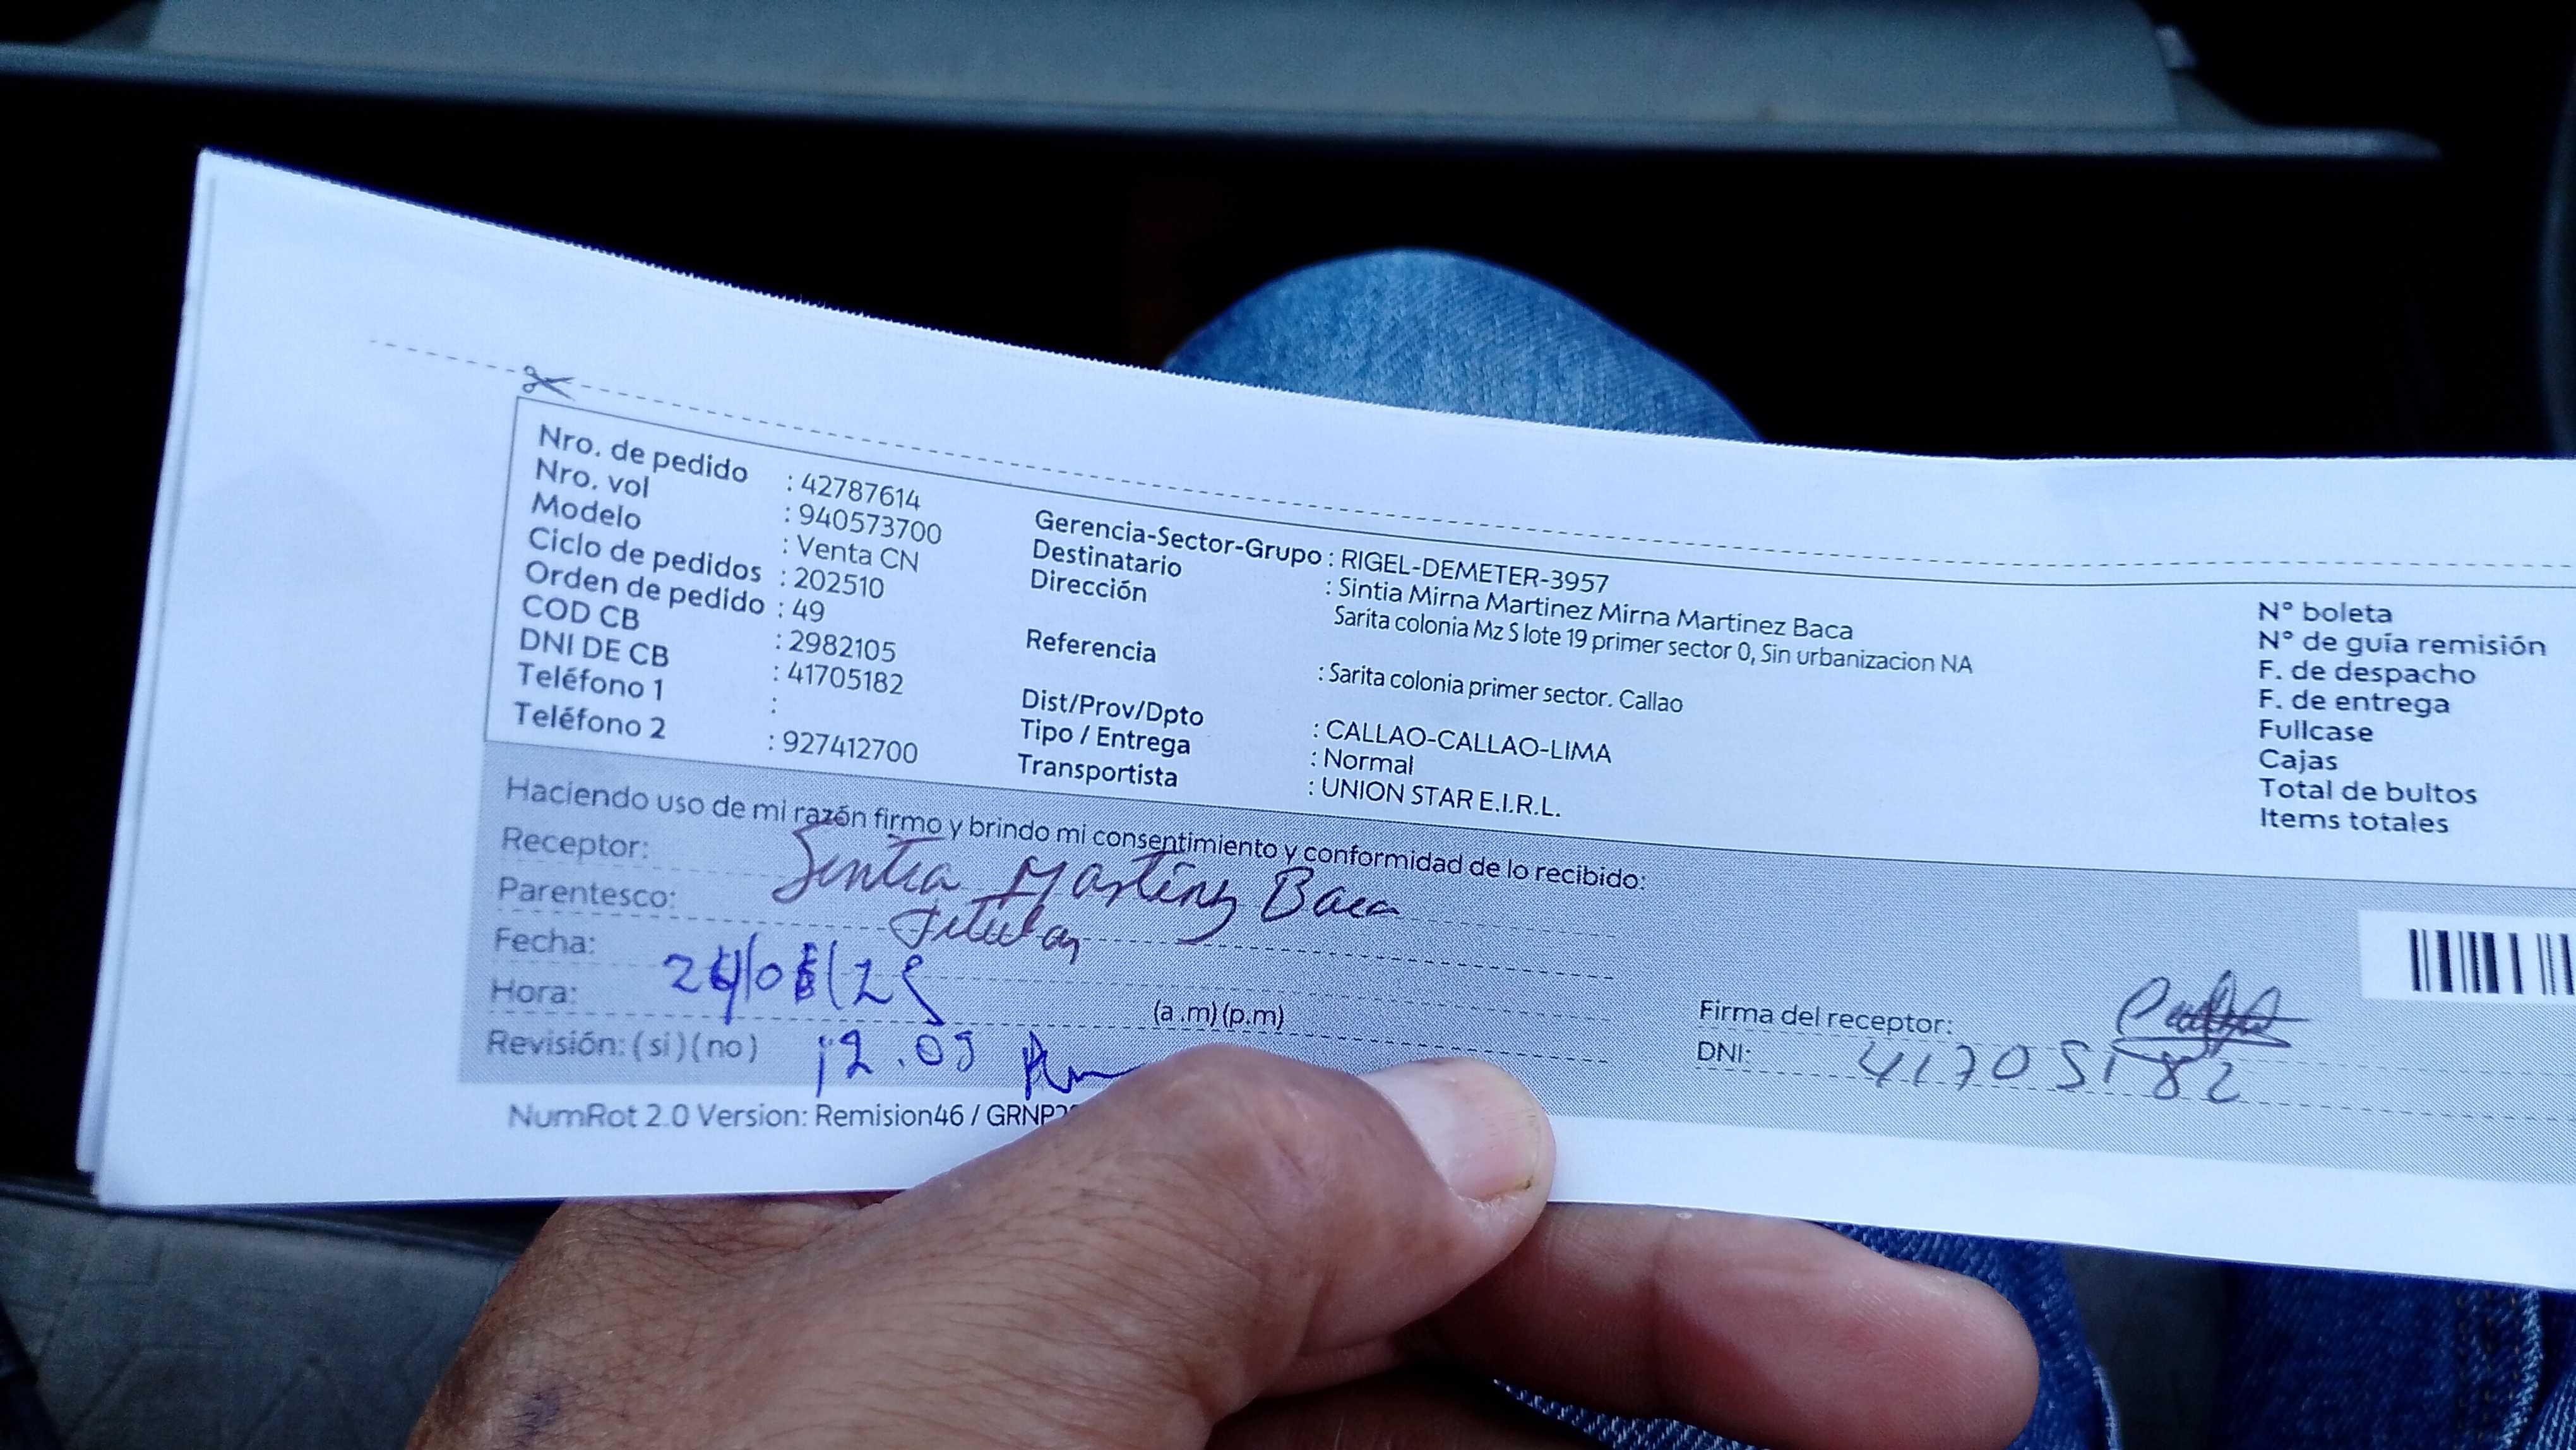 Nro. de pedido : 42787614
Nro. vol : 940573700
Modelo : Venta CN
Ciclo de pedidos : 202510
Orden de pedido : 49
COD CB : 2982105
DNI DE CB : 41705182
Teléfono 1 :
Teléfono 2 : 927412700
Gerencia-Sector-Grupo : RIGEL-DEMETER-3957
Destinatario : Sintia Mirna Martinez Mirna Martinez Baca
Dirección Sarita colonia Mz S lote 19 primer sector 0, Sin urbanizacion NA
Referencia : Sarita colonia primer sector. Callao
Dist/Prov/Dpto : CALLAO-CALLAO-LIMA
Tipo / Entrega : Normal
Transportista : UNION STAR E.I.R.L.
N° boleta
N° de guía remisión
F. de despacho
F. de entrega
Fullcase
Cajas
Total de bultos
Items totales
Haciendo uso de mi razón firmo y brindo mi consentimiento y conformidad de lo recibido:
Receptor: Sintia Martinz Baca
Parentesco: Titular
Fecha:
Hora: (a .m) (p.m)
Revisión: ( si ) ( no ) 12.09
Firma del receptor:
DNI: 41705182
NumRot 2.0 Version: Remision46 /